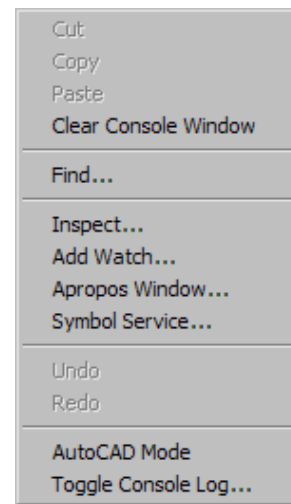 Cut
Copy
Paste
Clear Console Window
Find...
Inspect...
Add Watch...
Apropos Window...
Symbol Service...
Undo
Redo
AutoCAD Mode
Toggle Console Log...